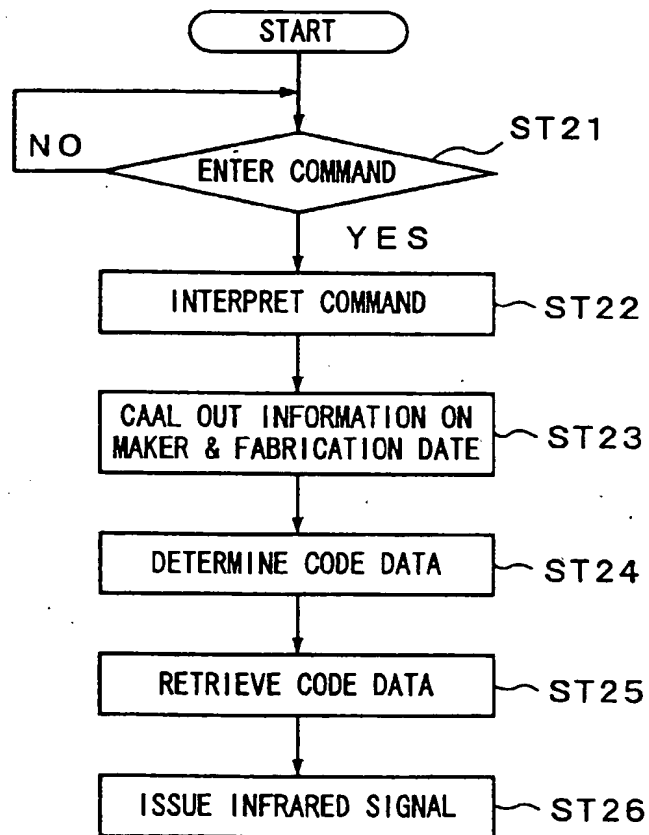 START
NO
ENTER COMMAND
ST21
YES
INTERPRET COMMAND
ST22
CAAL OUT INFORMATION ON
MAKER & FABRICATION DATE
ST23
DETERMINE CODE DATA
ST24
RETRIEVE CODE DATA
ST25
ISSUE INFRARED SIGNAL
ST26